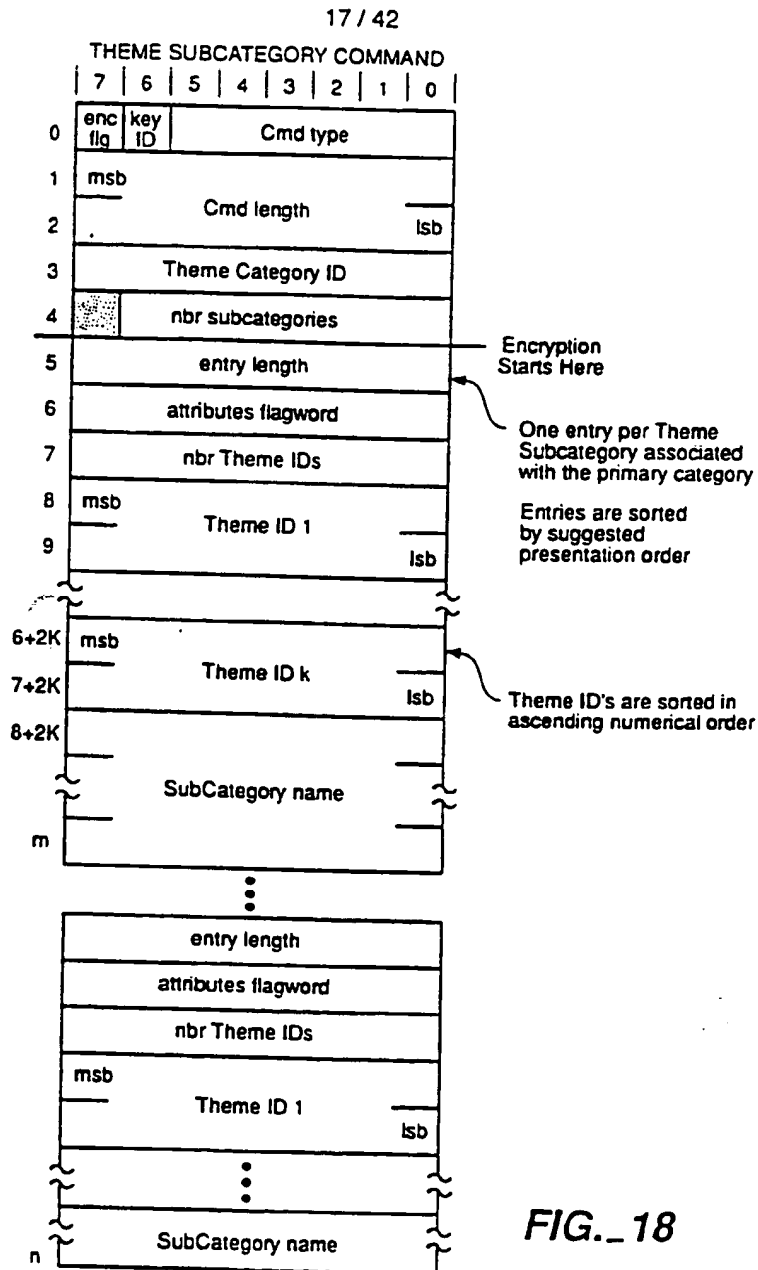 17 / 42
THEME SUBCATEGORY COMMAND
7 6 5 4 3 2 1 0
0 enc flg key ID Cmd type
1 msb
Cmd length
2 lsb
3 Theme Category ID
4 nbr subcategories
Encryption
Starts Here
5 entry length
6 attributes flagword
One entry per Theme
Subcategory associated
with the primary category
7 nbr Theme IDs
8 msb
Theme ID 1
9 lsb
Entries are sorted
by suggested
presentation order
6+2K msb
Theme ID k
7+2K lsb
Theme ID's are sorted in
ascending numerical order
8+2K
SubCategory name
m
entry length
attributes flagword
nbr Theme IDs
msb
Theme ID 1
lsb
SubCategory name
n
FIG._18